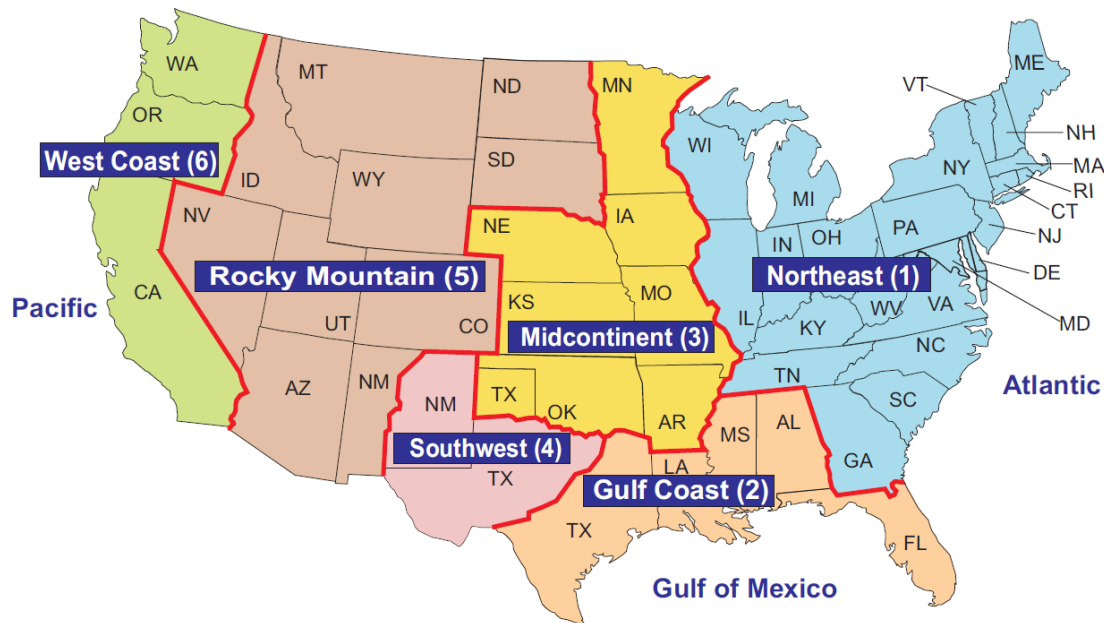 WA
MT
ND
MN
ME
VT
OR
WI
NH
West Coast (6)
SD
NY
MA
ID
WY
MI
RI
CT
NV
NE
IA
PA
NJ
IN
OH
Rocky Mountain (5)
Northeast (1)
DE
CA
KS
MO
WV
VA
Pacific
UT
CO
Midcontinent (3)
IL
KY
MD
NC
AZ
NM
TN
Atlantic
NM
TX
OK
AR
MS
AL
SC
Southwest (4)
GA
LA
TX
Gulf Coast (2)
TX
FL
Gulf of Mexico